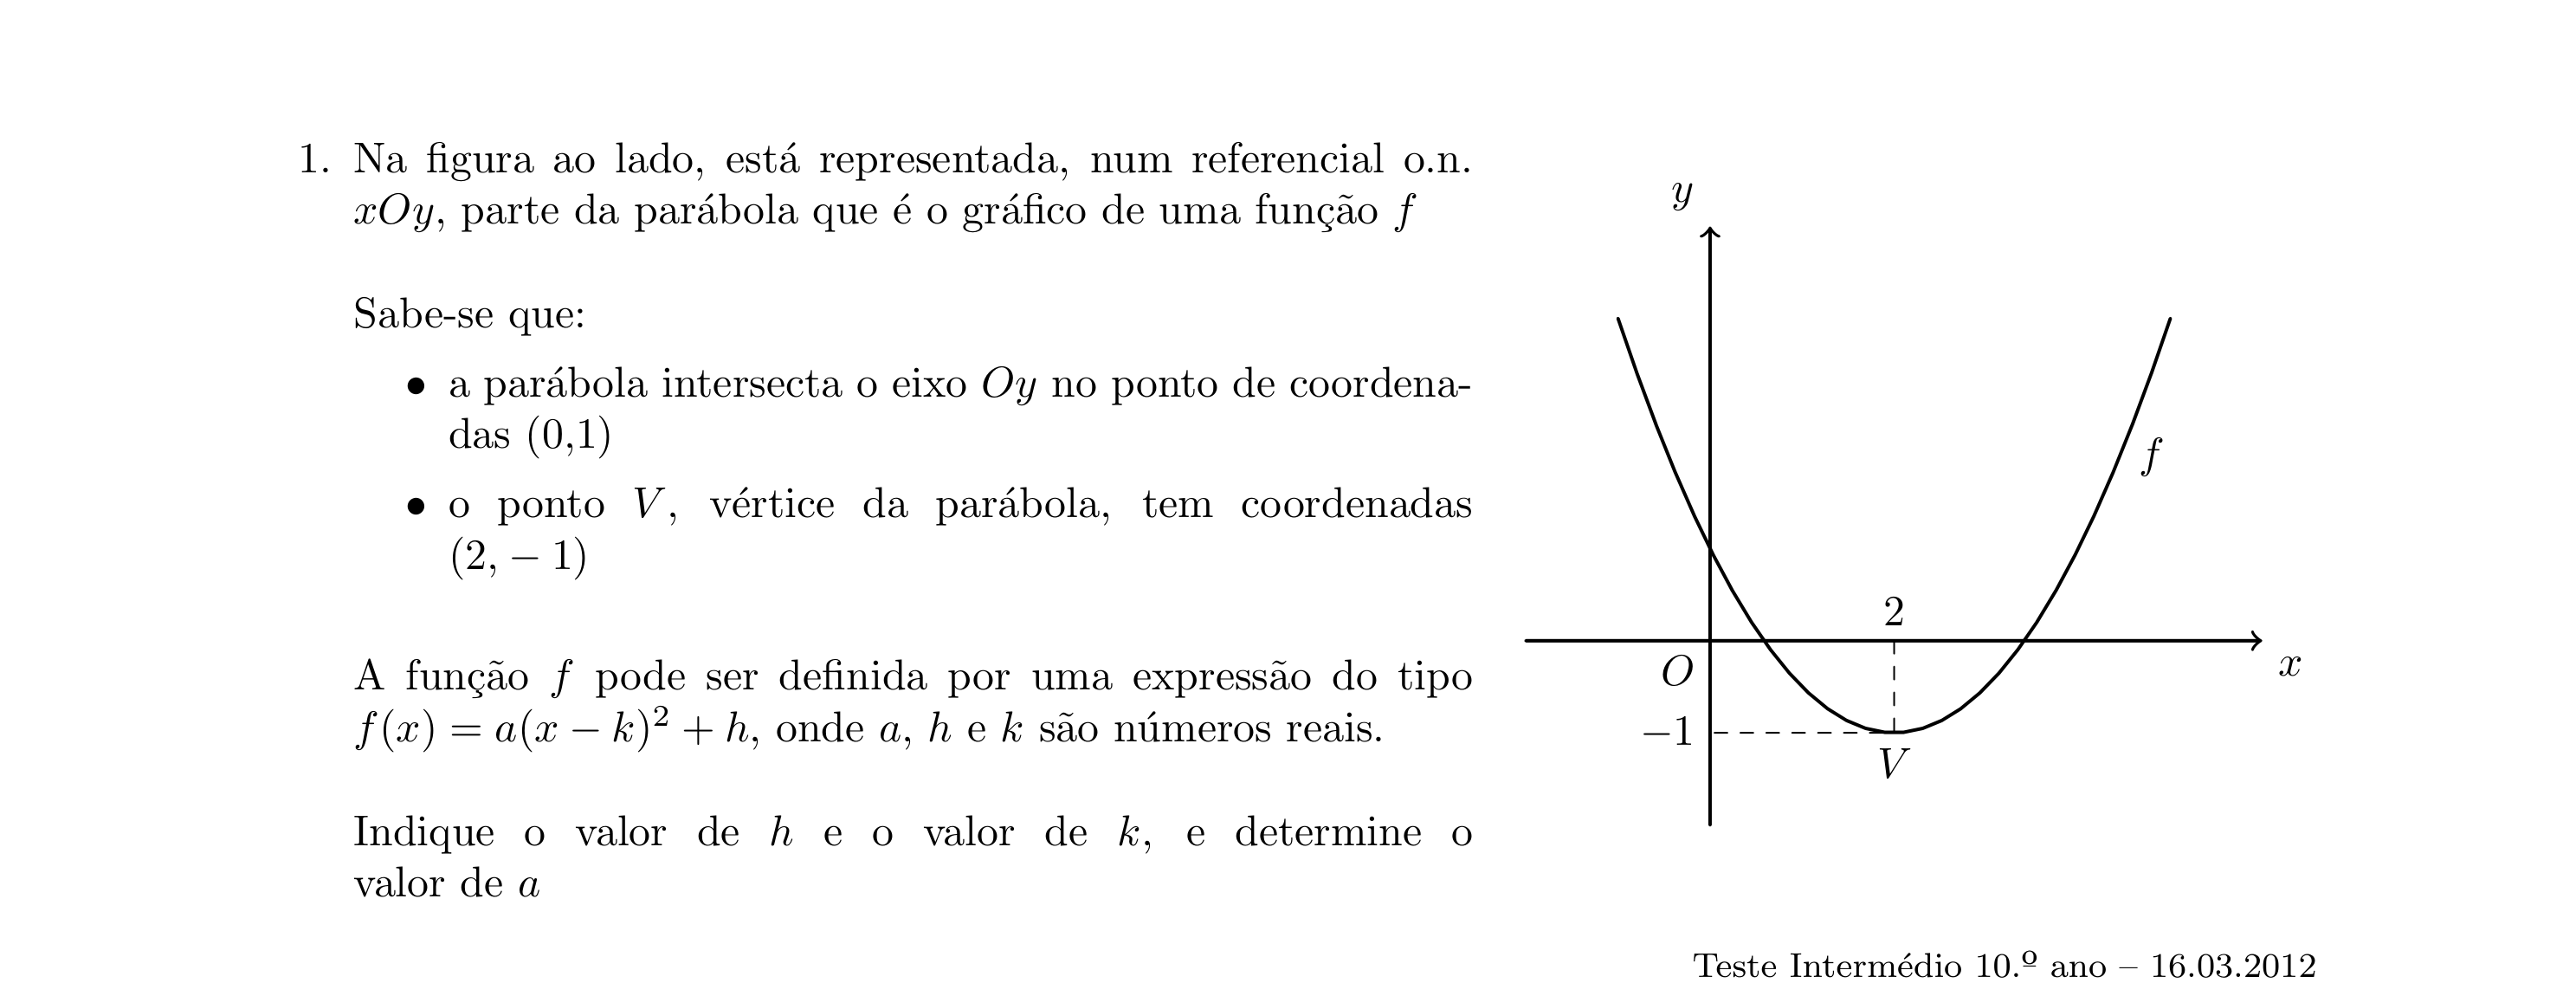 1. Na figura ao lado, está representada, num referencial o.n.
xOy, parte da parábola que é o gráfico de uma função f
Sabe-se que:
• a parábola intersecta o eixo Oy no ponto de coordena-
das (0,1)
• o ponto V, vértice da parábola, tem coordenadas
(2, − 1)
A função f pode ser definida por uma expressão do tipo
f(x) = a(x − k)² + h, onde a, h e k são números reais.
Indique o valor de h e o valor de k, e determine o
valor de a
y
f
2
O
x
−1
V
Teste Intermédio 10.º ano – 16.03.2012